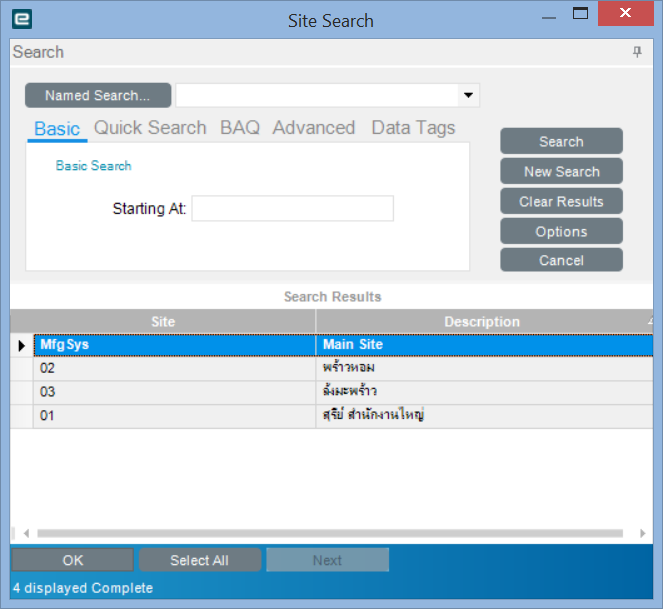 Site Search
Search
Named Search...
Basic Quick Search BAQ Advanced Data Tags
Basic Search
Starting At:
Search
New Search
Clear Results
Options
Cancel
Search Results
Site Description
MfgSys Main Site
02 พร้าวหอม
03 ล้งมะพร้าว
01 สุรีย์ สำนักงานใหญ่
OK Select All Next
4 displayed Complete